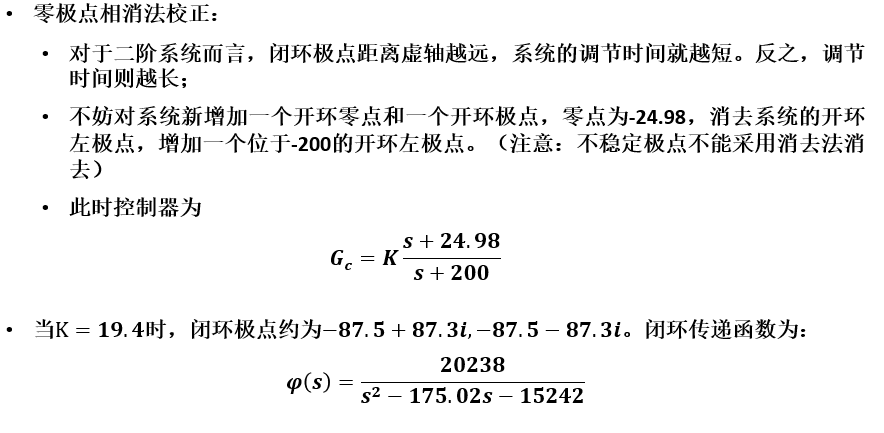 • 零极点相消法校正：
• 对于二阶系统而言，闭环极点距离虚轴越远，系统的调节时间就越短。反之，调节
时间则越长；
• 不妨对系统新增加一个开环零点和一个开环极点，零点为-24.98，消去系统的开环
左极点，增加一个位于-200的开环左极点。（注意：不稳定极点不能采用消去法消
去）
• 此时控制器为
G_c = K (s + 24.98)/(s + 200)
• 当K = 19.4时，闭环极点约为−87.5 + 87.3i, −87.5 − 87.3i。闭环传递函数为：
φ(s) = 20238/(s² − 175.02s − 15242)